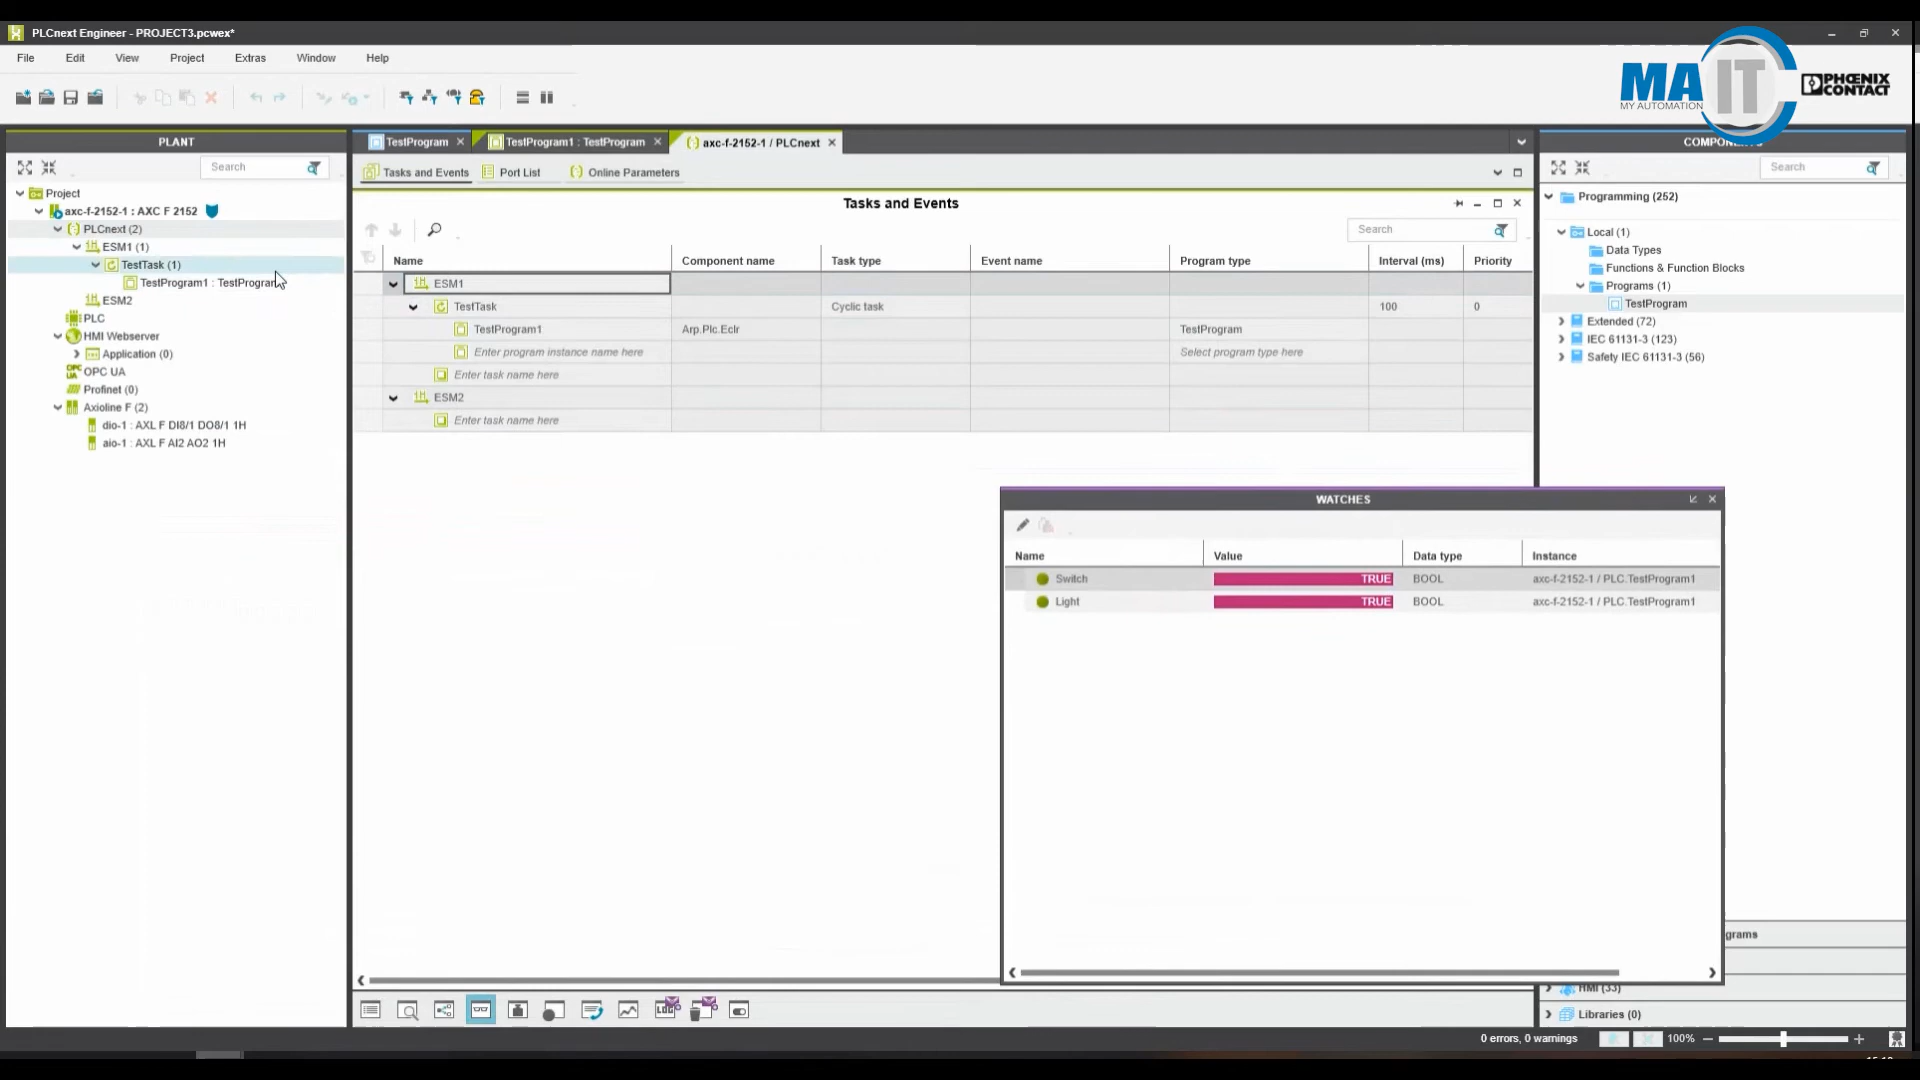 PLCnext Engineer - PROJECT3.pcwex*
File Edit View Project Extras Window Help
MA IT
MY AUTOMATION
PHŒNIX
CONTACT
PLANT
Search
Project
axc-f-2152-1 : AXC F 2152
PLCnext (2)
ESM1 (1)
TestTask (1)
TestProgram1 : TestProgram
ESM2
PLC
HMI Webserver
Application (0)
OPC UA
Profinet (0)
Axioline F (2)
dio-1 : AXL F DI8/1 DO8/1 1H
aio-1 : AXL F AI2 AO2 1H
TestProgram
TestProgram1 : TestProgram
axc-f-2152-1 / PLCnext
Tasks and Events
Port List
Online Parameters
Tasks and Events
Search
Name Component name Task type Event name Program type Interval (ms) Priority
ESM1
TestTask Cyclic task 100 0
TestProgram1 Arp.Plc.Eclr TestProgram
Enter program instance name here Select program type here
Enter task name here
ESM2
Enter task name here
WATCHES
Name Value Data type Instance
Switch TRUE BOOL axc-f-2152-1 / PLC.TestProgram1
Light TRUE BOOL axc-f-2152-1 / PLC.TestProgram1
LOG
Search
Programming (252)
Local (1)
Data Types
Functions & Function Blocks
Programs (1)
TestProgram
Extended (72)
IEC 61131-3 (123)
Safety IEC 61131-3 (56)
grams
HMI (33)
Libraries (0)
0 errors, 0 warnings
100%